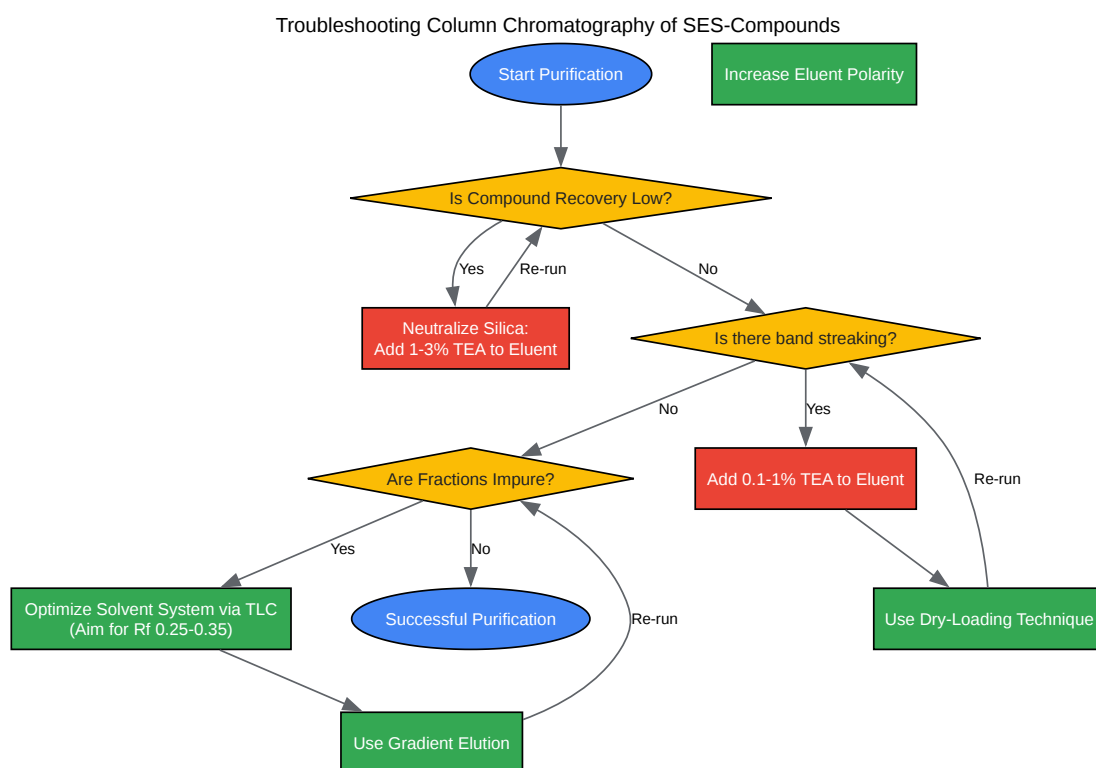 Troubleshooting Column Chromatography of SES-Compounds
Start Purification
Increase Eluent Polarity
Is Compound Recovery Low?
Yes
Re-run
No
Neutralize Silica:
Add 1-3% TEA to Eluent
Is there band streaking?
No
Yes
Are Fractions Impure?
Add 0.1-1% TEA to Eluent
Re-run
Yes
No
Optimize Solvent System via TLC
(Aim for Rf 0.25-0.35)
Successful Purification
Re-run
Use Dry-Loading Technique
Use Gradient Elution